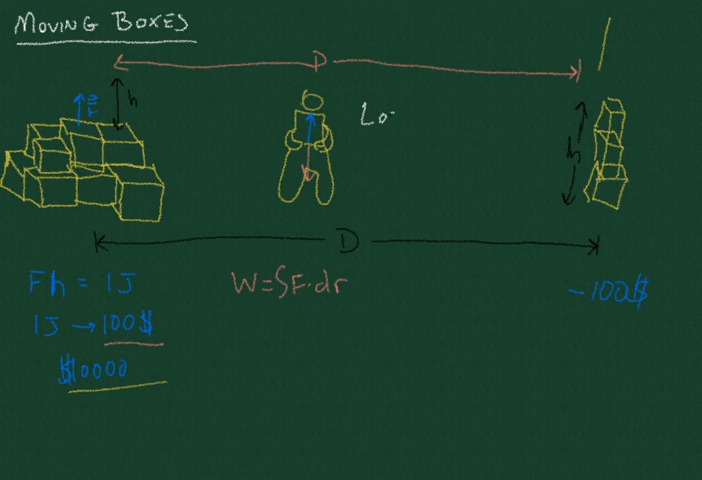 MOVING BOXES
D
F
h
Lo
h
D
Fh = 1J
W=∫F·dr
-100$
1J → 100$
$10000